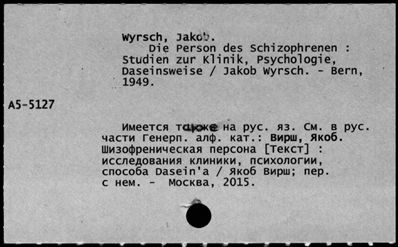 Wyrsch, Jakob.
Die Person des Schizophrenen :
Studien zur Klinik, Psychologie,
Daseinsweise / Jakob Wyrsch. - Bern,
1949.
А5-5127
Имеется также на рус. яз. См. в рус.
части Генерл. алф. кат.: Вирш, Якоб.
Шизофреническая персона [Текст] :
исследования клиники, психологии,
способа Dasein'a / Якоб Вирш; пер.
с нем. - Москва, 2015.